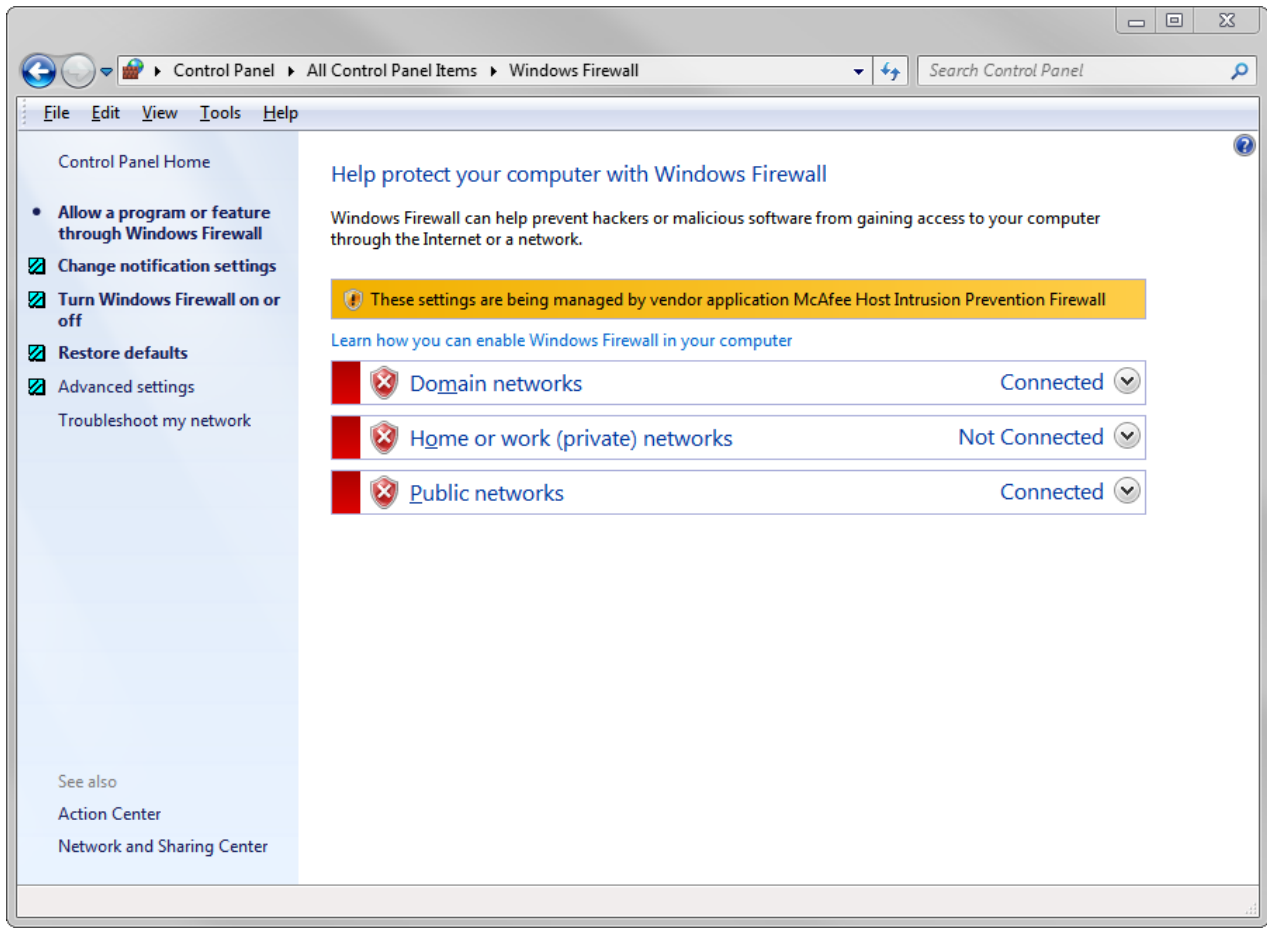 Control Panel ▸ All Control Panel Items ▸ Windows Firewall
Search Control Panel
File Edit View Tools Help
Control Panel Home
Allow a program or feature
through Windows Firewall
Change notification settings
Turn Windows Firewall on or
off
Restore defaults
Advanced settings
Troubleshoot my network
See also
Action Center
Network and Sharing Center
Help protect your computer with Windows Firewall
Windows Firewall can help prevent hackers or malicious software from gaining access to your computer
through the Internet or a network.
These settings are being managed by vendor application McAfee Host Intrusion Prevention Firewall
Learn how you can enable Windows Firewall in your computer
Domain networks Connected
Home or work (private) networks Not Connected
Public networks Connected